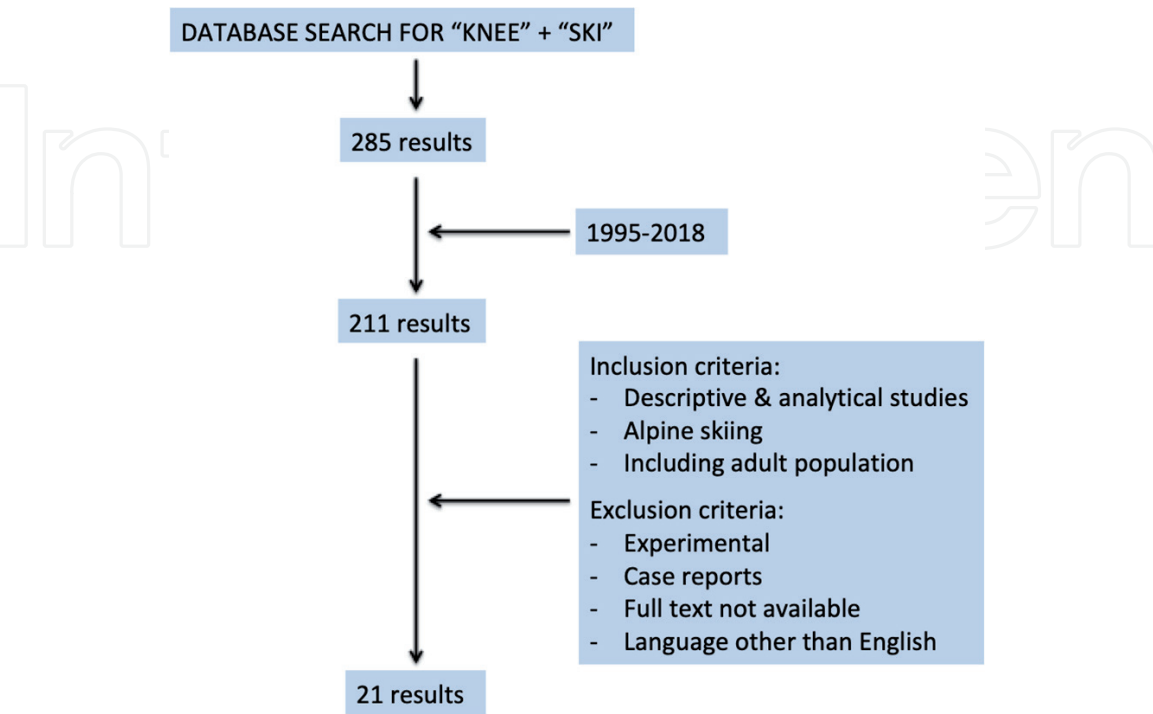 DATABASE SEARCH FOR “KNEE” + “SKI”
285 results
1995-2018
211 results
Inclusion criteria:
- Descriptive & analytical studies
- Alpine skiing
- Including adult population
Exclusion criteria:
- Experimental
- Case reports
- Full text not available
- Language other than English
21 results